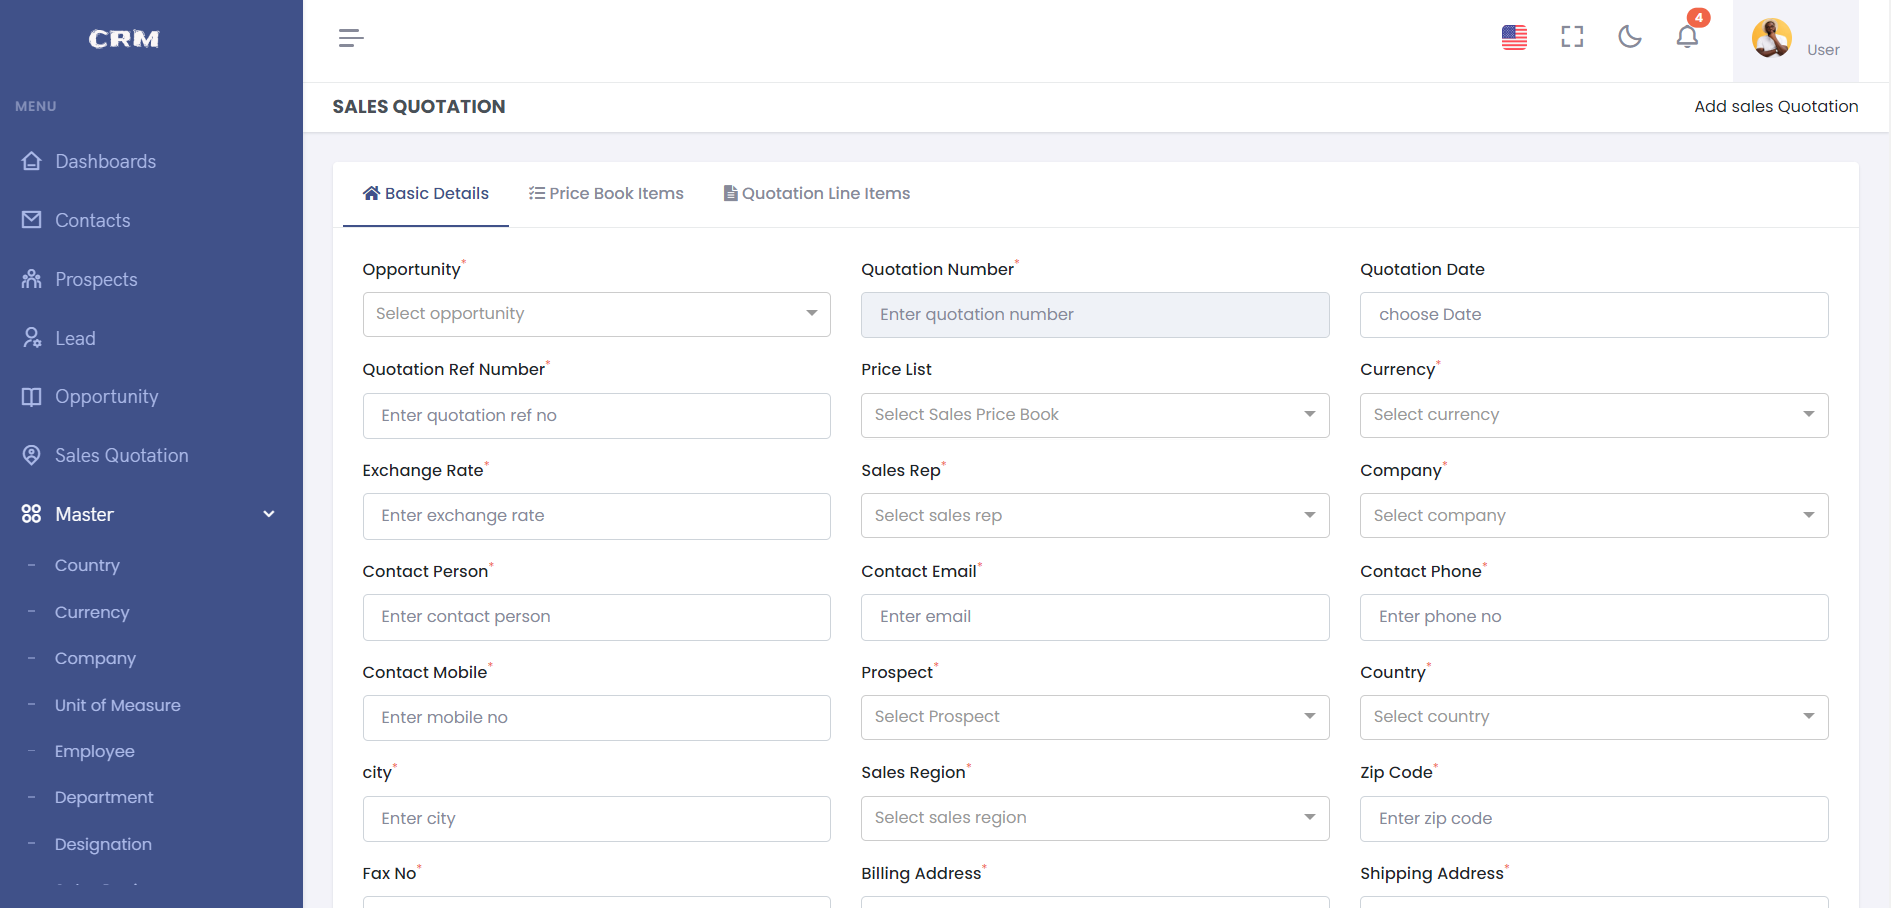 CRM
MENU
Dashboards
Contacts
Prospects
Lead
Opportunity
Sales Quotation
Master
- Country
- Currency
- Company
- Unit of Measure
- Employee
- Department
- Designation
4
User
SALES QUOTATION
Add sales Quotation
Basic Details
Price Book Items
Quotation Line Items
Opportunity*
Quotation Number*
Quotation Date
Select opportunity
Enter quotation number
choose Date
Quotation Ref Number*
Price List
Currency*
Enter quotation ref no
Select Sales Price Book
Select currency
Exchange Rate*
Sales Rep*
Company*
Enter exchange rate
Select sales rep
Select company
Contact Person*
Contact Email*
Contact Phone*
Enter contact person
Enter email
Enter phone no
Contact Mobile*
Prospect*
Country*
Enter mobile no
Select Prospect
Select country
city*
Sales Region*
Zip Code*
Enter city
Select sales region
Enter zip code
Fax No*
Billing Address*
Shipping Address*